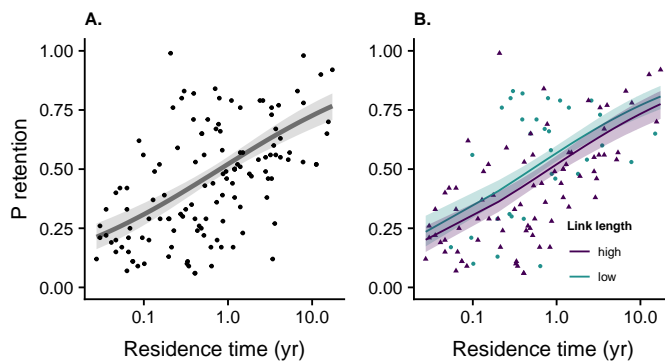 A.
B.
P retention
1.00
0.75
0.50
0.25
0.00
0.1
1.0
10.0
Residence time (yr)
1.00
0.75
0.50
0.25
0.00
Link length
high
low
0.1
1.0
10.0
Residence time (yr)